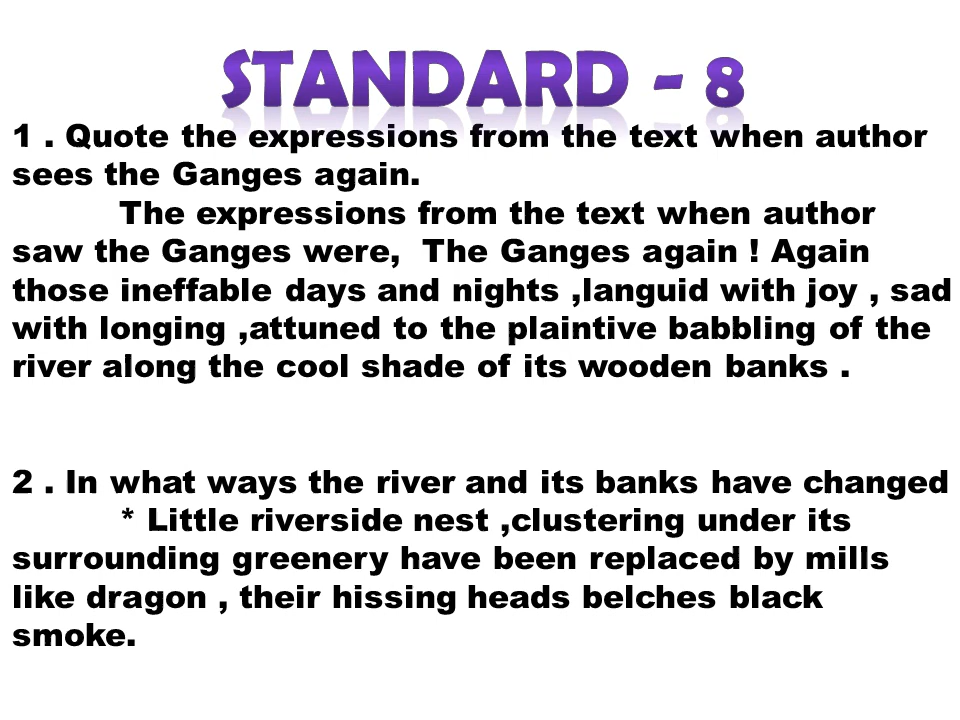 STANDARD - 8
1 . Quote the expressions from the text when author
sees the Ganges again.
The expressions from the text when author
saw the Ganges were, The Ganges again ! Again
those ineffable days and nights ,languid with joy , sad
with longing ,attuned to the plaintive babbling of the
river along the cool shade of its wooden banks .
2 . In what ways the river and its banks have changed
* Little riverside nest ,clustering under its
surrounding greenery have been replaced by mills
like dragon , their hissing heads belches black
smoke.